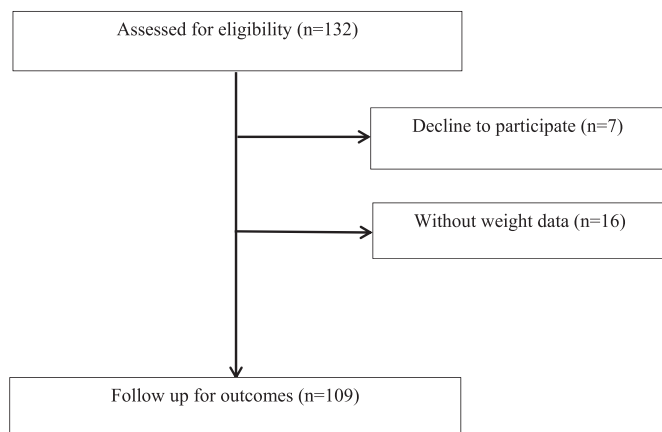 Assessed for eligibility (n=132)
Decline to participate (n=7)
Without weight data (n=16)
Follow up for outcomes (n=109)